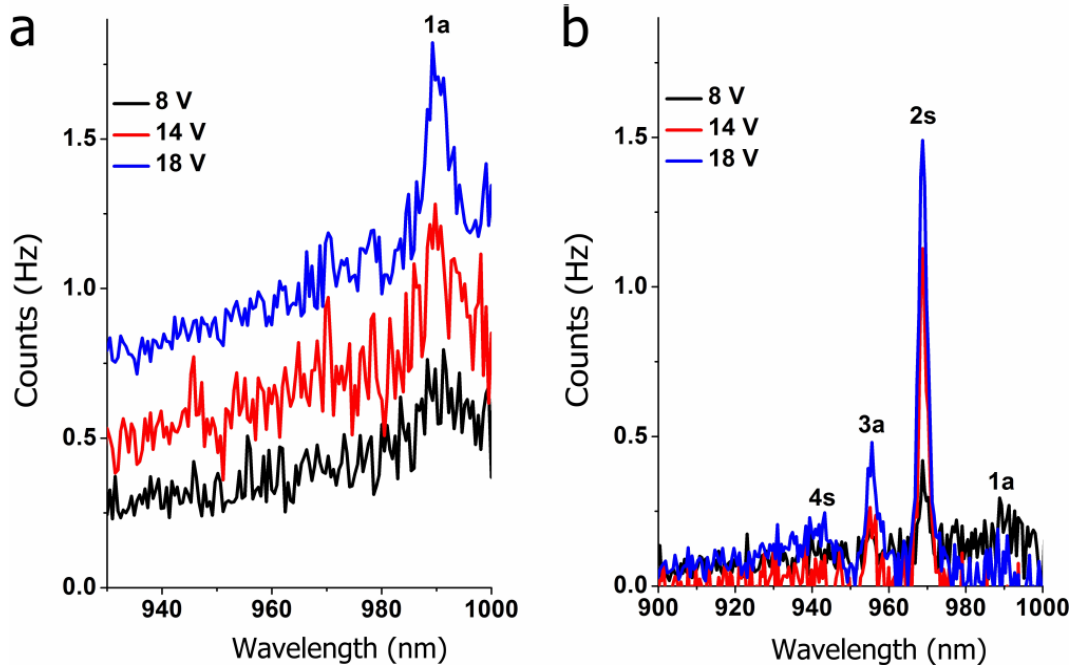 a
1a
8 V
14 V
18 V
1.5
1.0
0.5
0.0
Counts (Hz)
940 960 980 1000
Wavelength (nm)
b
2s
8 V
14 V
18 V
3a
4s
1a
1.5
1.0
0.5
0.0
Counts (Hz)
900 920 940 960 980 1000
Wavelength (nm)